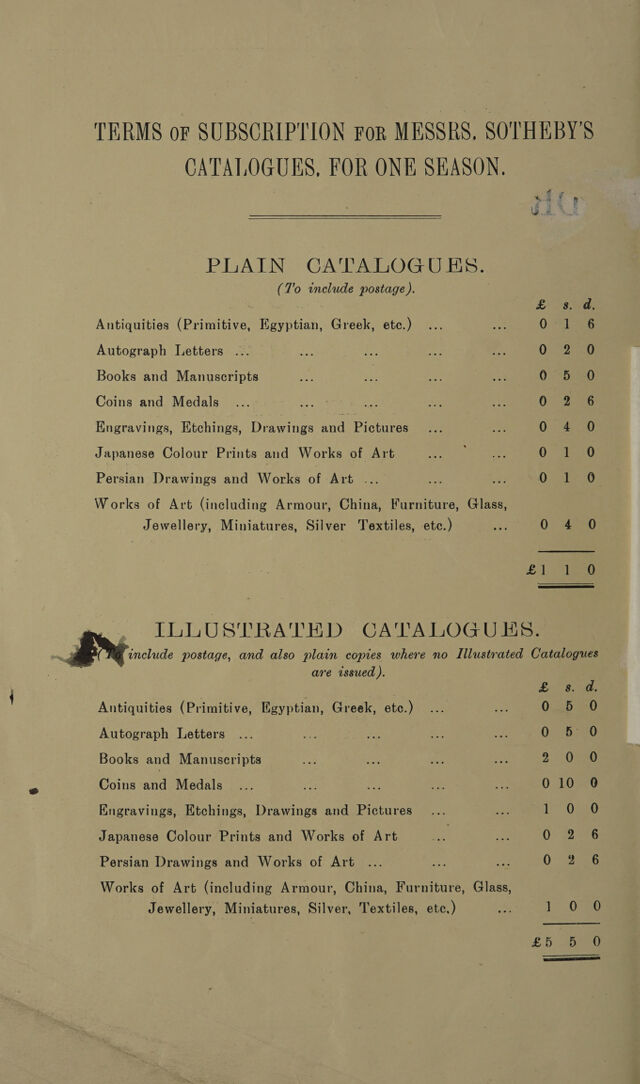 TERMS OF SUBSCRIPTION FOR MESSRS. SOTHEBY'S
CATALOGUES, FOR ONE SEASON.
PLAIN CATALOGUES.
(To include postage).
£ s. d.
Antiquities (Primitive, Egyptian, Greek, etc.) ... ... 0 1 6
Autograph Letters ... ... ... ... ... 0 2 0
Books and Manuscripts ... ... ... ... 0 5 0
Coins and Medals ... ... ... ... ... 0 2 6
Engravings, Etchings, Drawings and Pictures ... ... 0 4 0
Japanese Colour Prints and Works of Art ... ... 0 1 0
Persian Drawings and Works of Art ... ... ... 0 1 0
Works of Art (including Armour, China, Furniture, Glass,
Jewellery, Miniatures, Silver Textiles, etc.) ... 0 4 0
£1 1 0
ILLUSTRATED CATALOGUES.
(To include postage, and also plain copies where no Illustrated Catalogues
are issued).
£ s. d.
Antiquities (Primitive, Egyptian, Greek, etc.) ... ... 0 5 0
Autograph Letters ... ... ... ... ... 0 5 0
Books and Manuscripts ... ... ... ... 2 0 0
Coins and Medals ... ... ... ... ... 0 10 0
Engravings, Etchings, Drawings and Pictures ... ... 1 0 0
Japanese Colour Prints and Works of Art ... ... 0 2 6
Persian Drawings and Works of Art ... ... ... 0 2 6
Works of Art (including Armour, China, Furniture, Glass,
Jewellery, Miniatures, Silver, Textiles, etc.) ... 1 0 0
£5 5 0